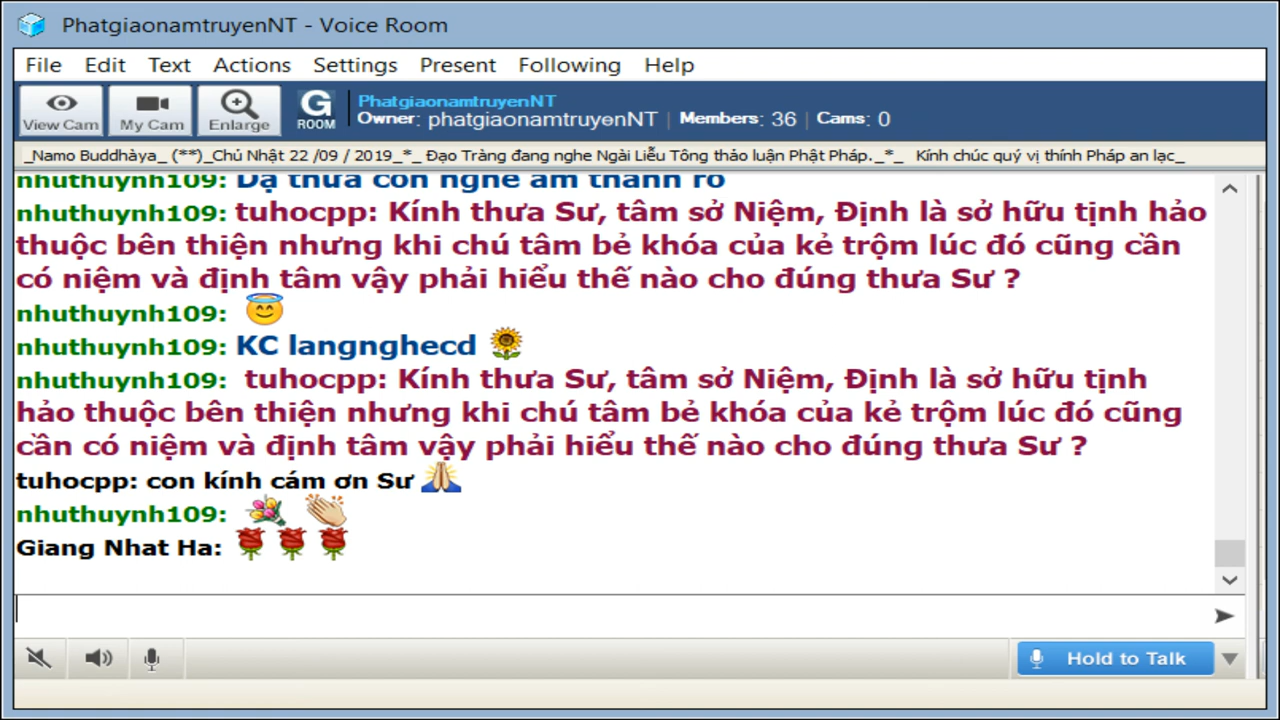 PhatgiaonamtruyenNT - Voice Room
File Edit Text Actions Settings Present Following Help
View Cam My Cam Enlarge G ROOM
PhatgiaonamtruyenNT
Owner: phatgiaonamtruyenNT | Members: 36 | Cams: 0
_Namo Buddhàya_ (**)_Chủ Nhật 22 /09 / 2019_*_ Đạo Tràng đang nghe Ngài Liễu Tông thảo luận Phật Pháp._*_ Kính chúc quý vị thính Pháp an lạc_
nhuthuynh109: Dạ thưa con nghe âm thanh rõ
nhuthuynh109: tuhocpp: Kính thưa Sư, tâm sở Niệm, Định là sở hữu tịnh hảo
thuộc bên thiện nhưng khi chú tâm bẻ khóa của kẻ trộm lúc đó cũng cần
có niệm và định tâm vậy phải hiểu thế nào cho đúng thưa Sư ?
nhuthuynh109:
nhuthuynh109: KC langnghecd
nhuthuynh109: tuhocpp: Kính thưa Sư, tâm sở Niệm, Định là sở hữu tịnh
hảo thuộc bên thiện nhưng khi chú tâm bẻ khóa của kẻ trộm lúc đó cũng
cần có niệm và định tâm vậy phải hiểu thế nào cho đúng thưa Sư ?
tuhocpp: con kính cám ơn Sư
nhuthuynh109:
Giang Nhat Ha:
Hold to Talk